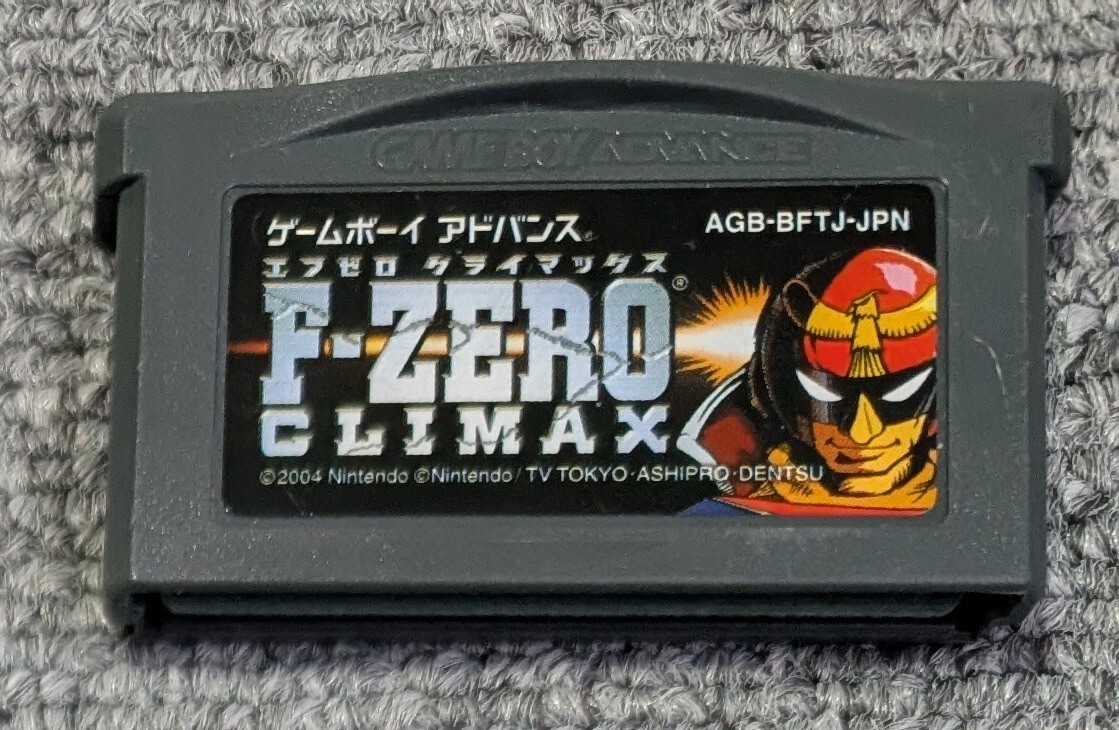 GAME BOY ADVANCE
ゲームボーイ アドバンス®
AGB-BFTJ-JPN
エフゼロ クライマックス
F-ZERO®
CLIMAX
©2004 Nintendo ©Nintendo / TV TOKYO・ASHIPRO・DENTSU